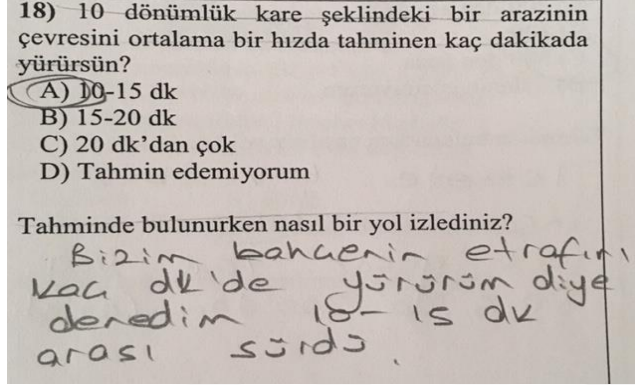 18) 10 dönümlük kare şeklindeki bir arazinin
çevresini ortalama bir hızda tahminen kaç dakikada
yürürsün?
A) 10-15 dk
B) 15-20 dk
C) 20 dk'dan çok
D) Tahmin edemiyorum
Tahminde bulunurken nasıl bir yol izlediniz?
Bizim bahçenin etrafını
kaç dk'de yürürüm diye
denedim 10-15 dk
arası sürdü.